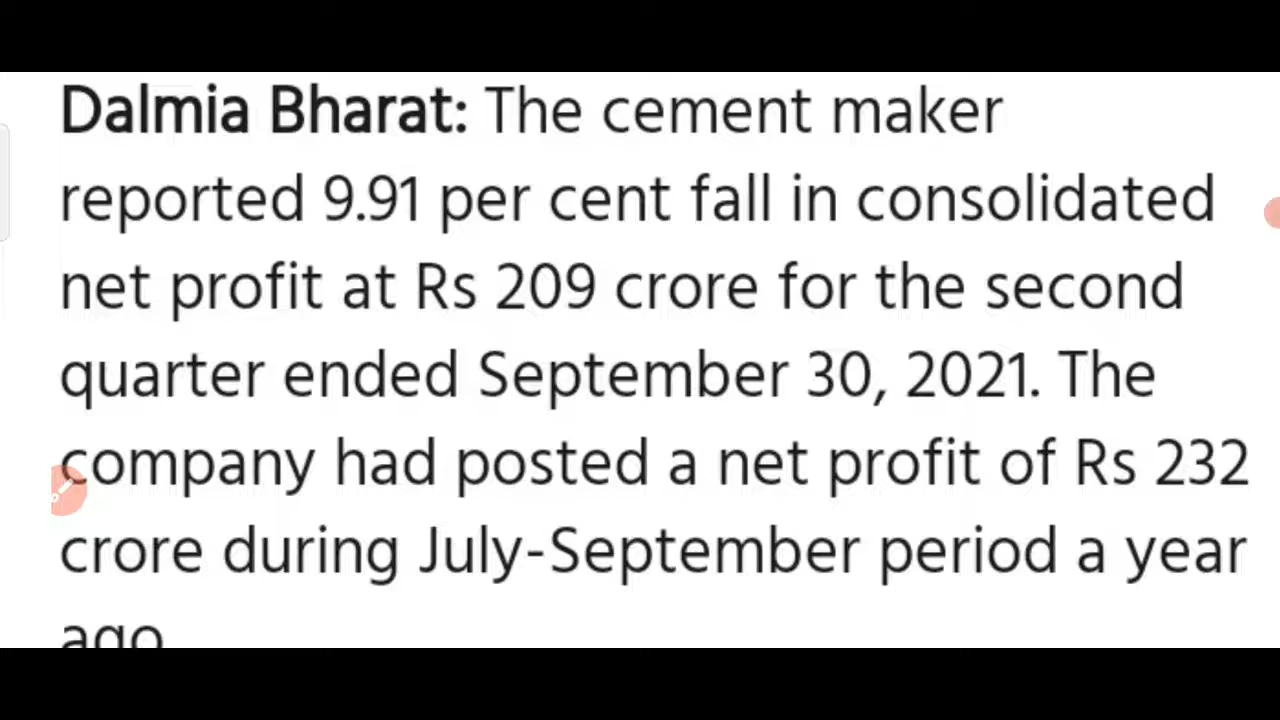 Dalmia Bharat: The cement maker
reported 9.91 per cent fall in consolidated
net profit at Rs 209 crore for the second
quarter ended September 30, 2021. The
company had posted a net profit of Rs 232
crore during July-September period a year
ago